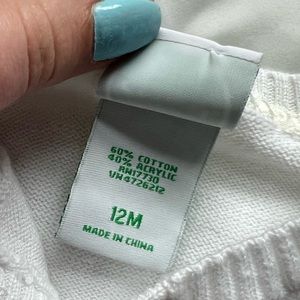 60% COTTON
40% ACRYLIC
RN17730
VN4726212
12M
MADE IN CHINA